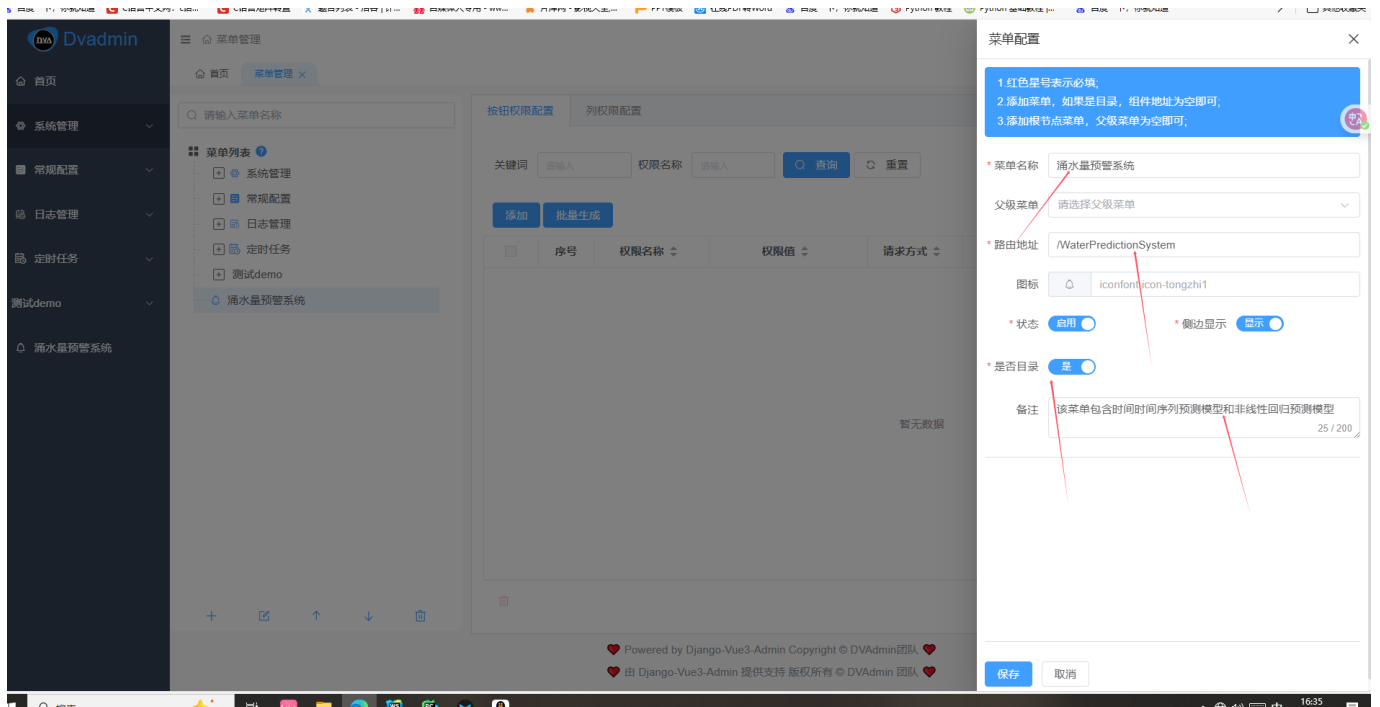 Dvadmin
菜单管理
菜单配置
首页
首页
菜单管理
1.红色星号表示必填;
2.添加菜单，如果是目录，组件地址为空即可;
3.添加根节点菜单，父级菜单为空即可;
请输入菜单名称
按钮权限配置
列权限配置
系统管理
菜单列表
关键词 请输入
权限名称 请输入
查询
重置
* 菜单名称 涌水量预警系统
常规配置
系统管理
常规配置
父级菜单 请选择父级菜单
日志管理
日志管理
添加
批量生成
定时任务
定时任务
序号 权限名称 权限值 请求方式
* 路由地址 /WaterPredictionSystem
测试demo
测试demo
涌水量预警系统
图标 iconfont icon-tongzhi1
* 状态 启用
* 侧边显示 显示
涌水量预警系统
* 是否目录 是
备注 该菜单包含时间时间序列预测模型和非线性回归预测模型
25 / 200
暂无数据
Powered by Django-Vue3-Admin Copyright © DVAdmin团队
由 Django-Vue3-Admin 提供支持 版权所有 © DVAdmin 团队
保存
取消
16:35